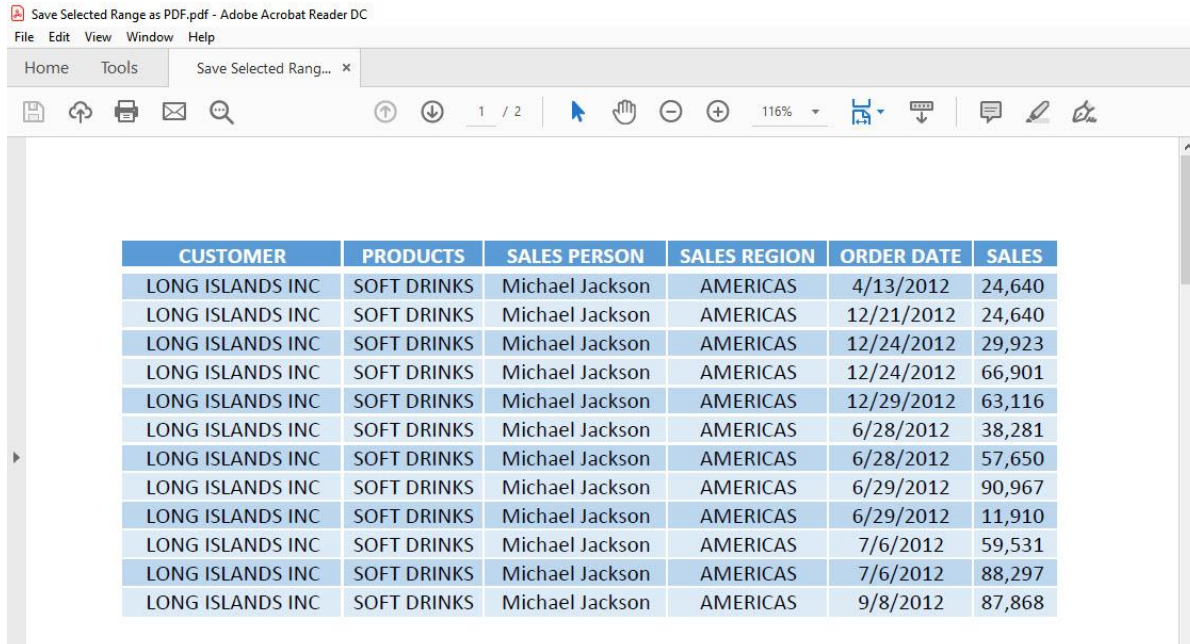 Save Selected Range as PDF.pdf - Adobe Acrobat Reader DC
File Edit View Window Help
Home Tools Save Selected Rang... ×
1 / 2 116%
CUSTOMER PRODUCTS SALES PERSON SALES REGION ORDER DATE SALES
LONG ISLANDS INC SOFT DRINKS Michael Jackson AMERICAS 4/13/2012 24,640
LONG ISLANDS INC SOFT DRINKS Michael Jackson AMERICAS 12/21/2012 24,640
LONG ISLANDS INC SOFT DRINKS Michael Jackson AMERICAS 12/24/2012 29,923
LONG ISLANDS INC SOFT DRINKS Michael Jackson AMERICAS 12/24/2012 66,901
LONG ISLANDS INC SOFT DRINKS Michael Jackson AMERICAS 12/29/2012 63,116
LONG ISLANDS INC SOFT DRINKS Michael Jackson AMERICAS 6/28/2012 38,281
LONG ISLANDS INC SOFT DRINKS Michael Jackson AMERICAS 6/28/2012 57,650
LONG ISLANDS INC SOFT DRINKS Michael Jackson AMERICAS 6/29/2012 90,967
LONG ISLANDS INC SOFT DRINKS Michael Jackson AMERICAS 6/29/2012 11,910
LONG ISLANDS INC SOFT DRINKS Michael Jackson AMERICAS 7/6/2012 59,531
LONG ISLANDS INC SOFT DRINKS Michael Jackson AMERICAS 7/6/2012 88,297
LONG ISLANDS INC SOFT DRINKS Michael Jackson AMERICAS 9/8/2012 87,868